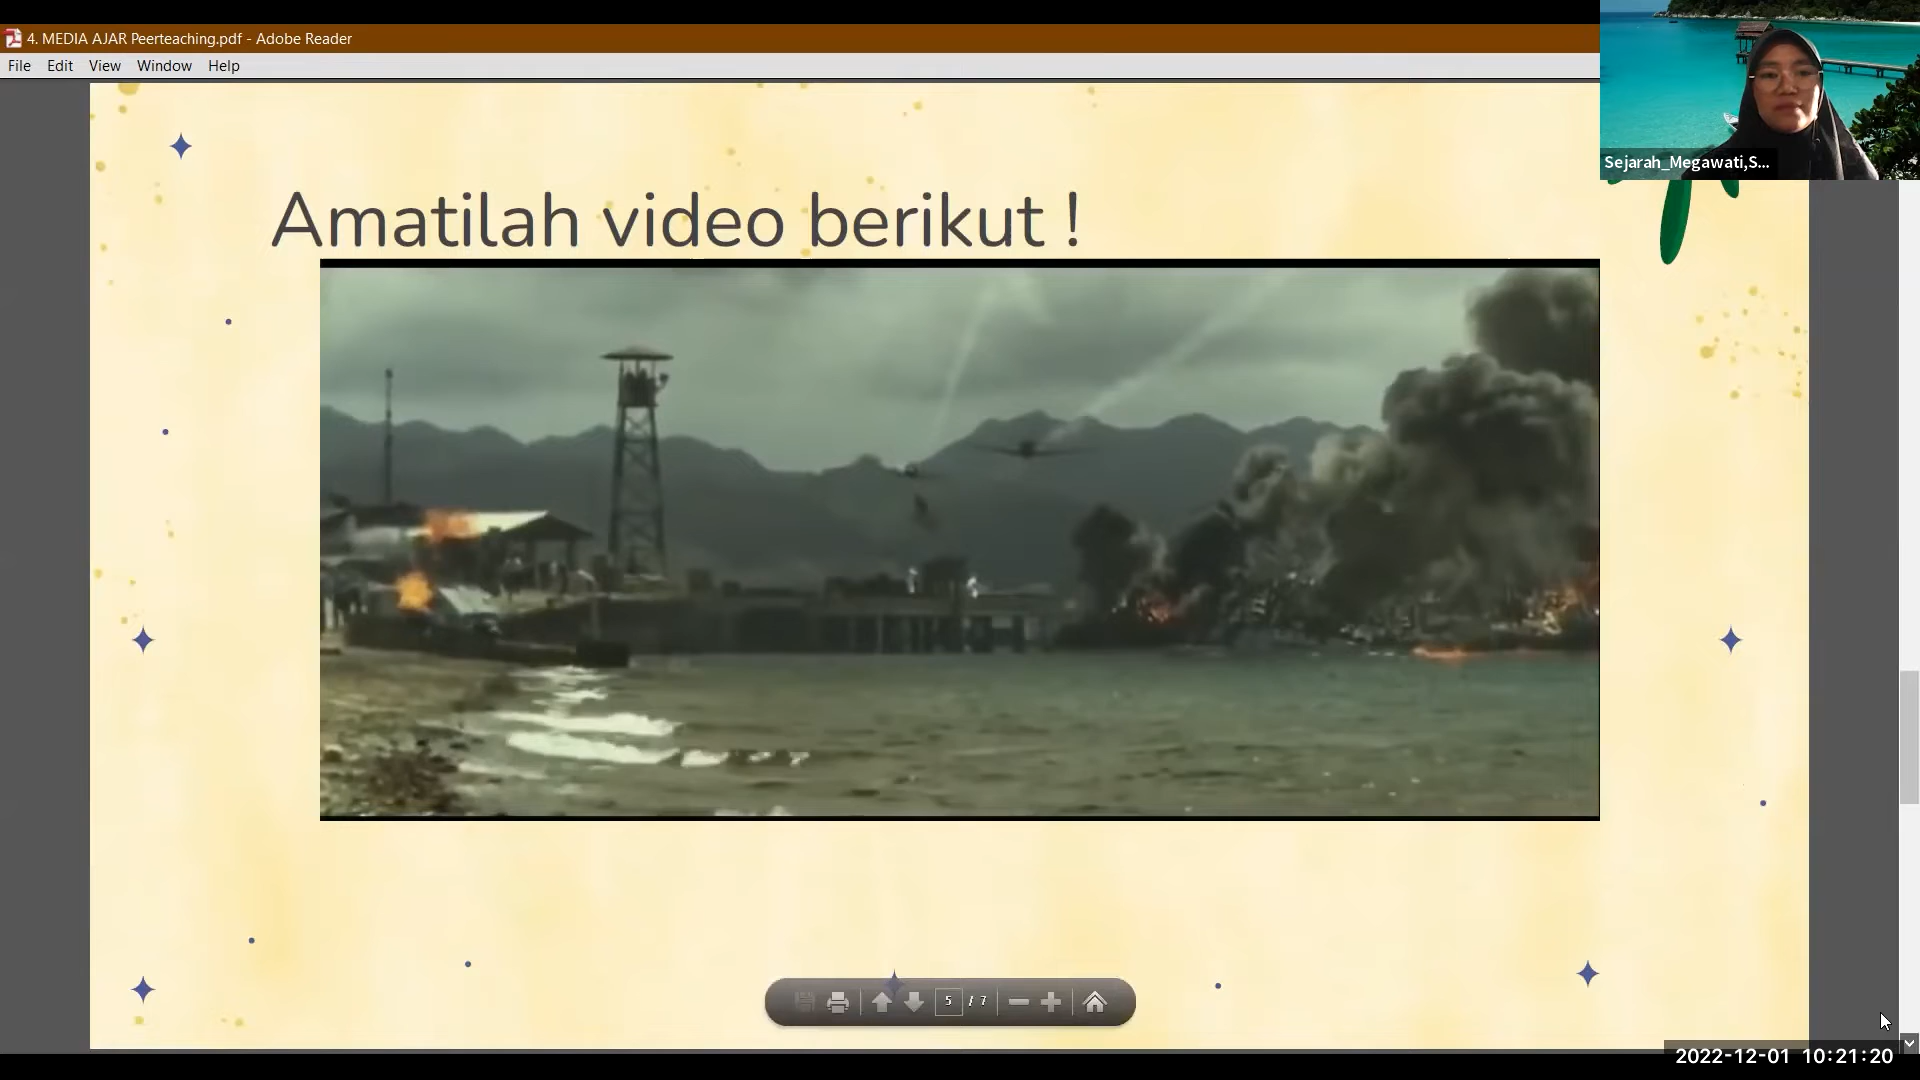 4. MEDIA AJAR Peerteaching.pdf - Adobe Reader
File Edit View Window Help
Sejarah_Megawati,S...
Amatilah video berikut !
5 / 7
2022-12-01 10:21:20